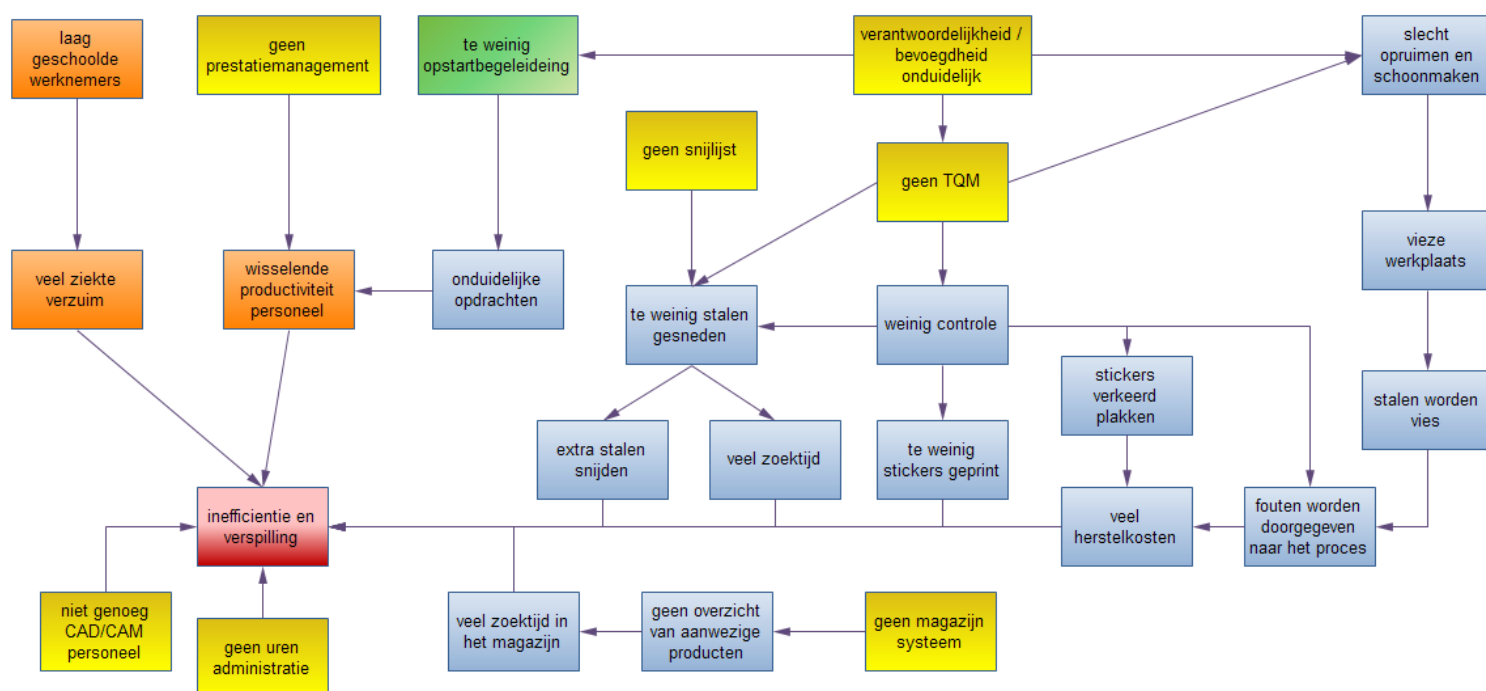 laag
geschoolde
werknemers
geen
prestatiemanagement
te weinig
opstartbegeleideing
verantwoordelijkheid /
bevoegdheid
onduidelijk
slecht
opruimen en
schoonmaken
geen snijlijst
geen TQM
veel ziekte
verzuim
wisselende
productiviteit
personeel
onduidelijke
opdrachten
te weinig stalen
gesneden
weinig controle
vieze
werkplaats
stickers
verkeerd
plakken
stalen worden
vies
extra stalen
snijden
veel zoektijd
te weinig
stickers geprint
inefficientie en
verspilling
veel
herstelkosten
fouten worden
doorgegeven
naar het proces
niet genoeg
CAD/CAM
personeel
geen uren
administratie
veel zoektijd in
het magazijn
geen overzicht
van aanwezige
producten
geen magazijn
systeem